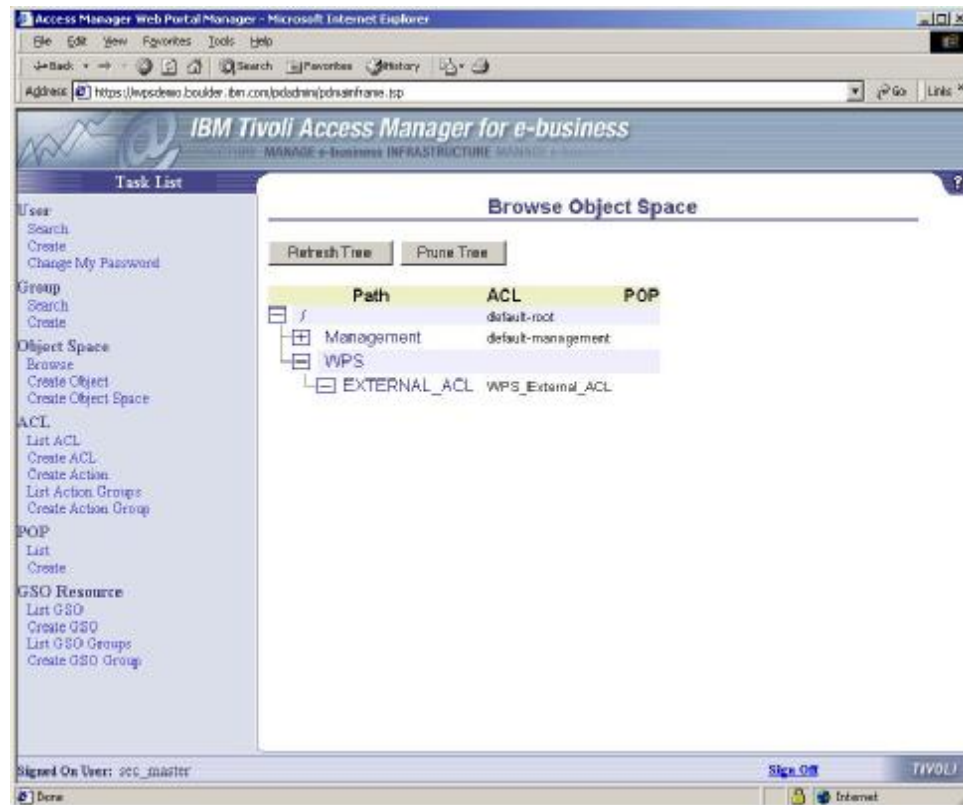 Access Manager Web Portal Manager - Microsoft Internet Explorer
File Edit View Favorites Tools Help
Back Search Favorites History
Address https://wpsdemo.boulder.ibm.com/pdadmin/pdmainframe.jsp Go Links
IBM Tivoli Access Manager for e-business
MANAGE e-business INFRASTRUCTURE
Task List
?
Browse Object Space
User
Search
Create
Change My Password
Refresh Tree Prune Tree
Group
Search
Create
Path ACL POP
/ default-root
Management default-management
WPS
EXTERNAL_ACL WPS_External_ACL
Object Space
Browse
Create Object
Create Object Space
ACL
List ACL
Create ACL
Create Action
List Action Groups
Create Action Group
POP
List
Create
GSO Resource
List GSO
Create GSO
List GSO Groups
Create GSO Group
Signed On User: sec_master Sign Off TIVOLI
Done Internet